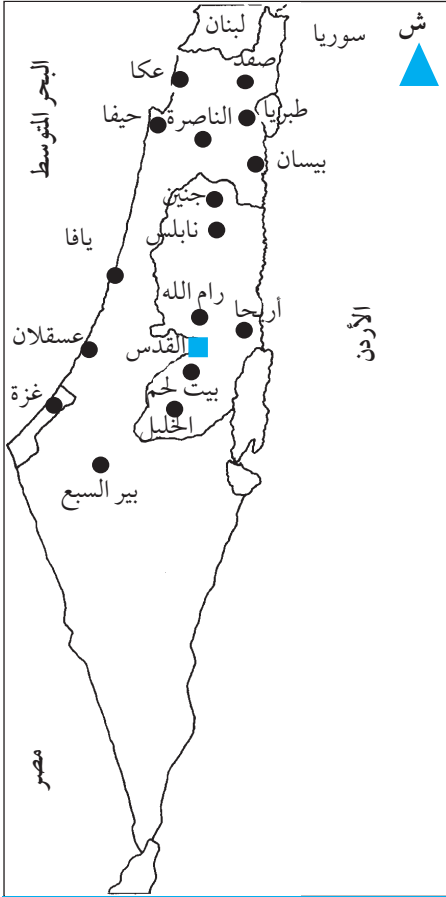 ش
لبنان
سوريا
البحر المتوسط
عكا
صفد
حيفا
الناصرة
طبريا
بيسان
جنين
نابلس
يافا
رام الله
أريحا
الأردن
عسقلان
القدس
بيت لحم
غزة
الخليل
بير السبع
مصر